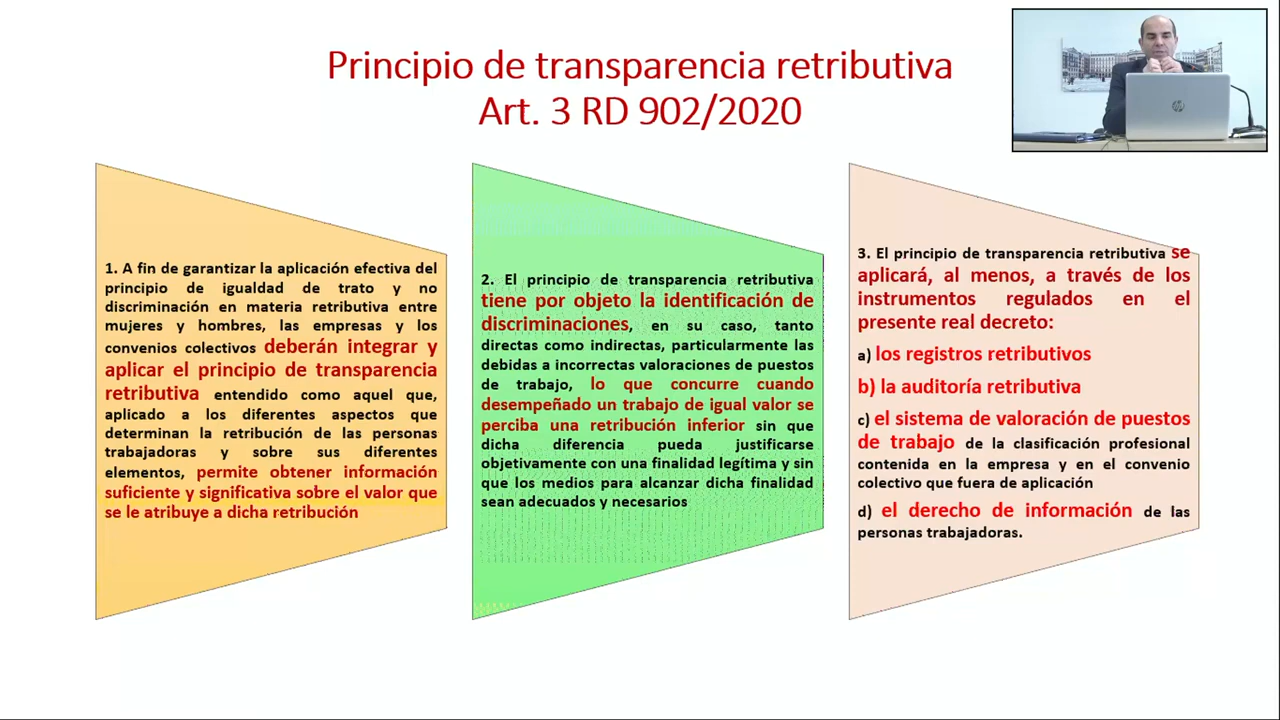 Principio de transparencia retributiva
Art. 3 RD 902/2020
1. A fin de garantizar la aplicación efectiva del
principio de igualdad de trato y no
discriminación en materia retributiva entre
mujeres y hombres, las empresas y los
convenios colectivos deberán integrar y
aplicar el principio de transparencia
retributiva entendido como aquel que,
aplicado a los diferentes aspectos que
determinan la retribución de las personas
trabajadoras y sobre sus diferentes
elementos, permite obtener información
suficiente y significativa sobre el valor que
se le atribuye a dicha retribución
2. El principio de transparencia retributiva
tiene por objeto la identificación de
discriminaciones, en su caso, tanto
directas como indirectas, particularmente las
debidas a incorrectas valoraciones de puestos
de trabajo, lo que concurre cuando
desempeñado un trabajo de igual valor se
perciba una retribución inferior sin que
dicha diferencia pueda justificarse
objetivamente con una finalidad legítima y sin
que los medios para alcanzar dicha finalidad
sean adecuados y necesarios
3. El principio de transparencia retributiva se
aplicará, al menos, a través de los
instrumentos regulados en el
presente real decreto:
a) los registros retributivos
b) la auditoría retributiva
c) el sistema de valoración de puestos
de trabajo de la clasificación profesional
contenida en la empresa y en el convenio
colectivo que fuera de aplicación
d) el derecho de información de las
personas trabajadoras.
hp